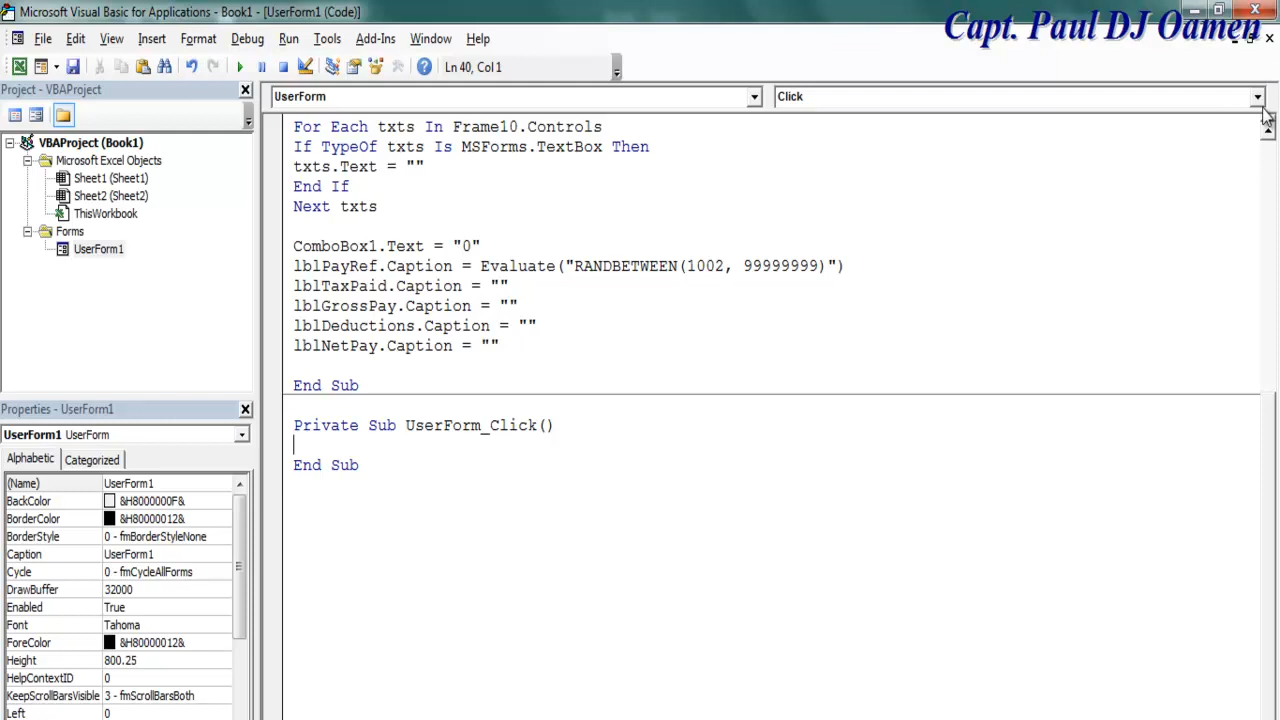 Microsoft Visual Basic for Applications - Book1 - [UserForm1 (Code)]
Capt. Paul DJ Oamen
File Edit View Insert Format Debug Run Tools Add-Ins Window Help
Ln 40, Col 1
Project - VBAProject
UserForm
Click
VBAProject (Book1)
Microsoft Excel Objects
Sheet1 (Sheet1)
Sheet2 (Sheet2)
ThisWorkbook
Forms
UserForm1
For Each txts In Frame10.Controls
If TypeOf txts Is MSForms.TextBox Then
txts.Text = ""
End If
Next txts
ComboBox1.Text = "0"
lblPayRef.Caption = Evaluate("RANDBETWEEN(1002, 99999999)")
lblTaxPaid.Caption = ""
lblGrossPay.Caption = ""
lblDeductions.Caption = ""
lblNetPay.Caption = ""
End Sub
Private Sub UserForm_Click()
End Sub
Properties - UserForm1
UserForm1 UserForm
Alphabetic Categorized
(Name) UserForm1
BackColor &H8000000F&
BorderColor &H80000012&
BorderStyle 0 - fmBorderStyleNone
Caption UserForm1
Cycle 0 - fmCycleAllForms
DrawBuffer 32000
Enabled True
Font Tahoma
ForeColor &H80000012&
Height 800.25
HelpContextID 0
KeepScrollBarsVisible 3 - fmScrollBarsBoth
Left 0